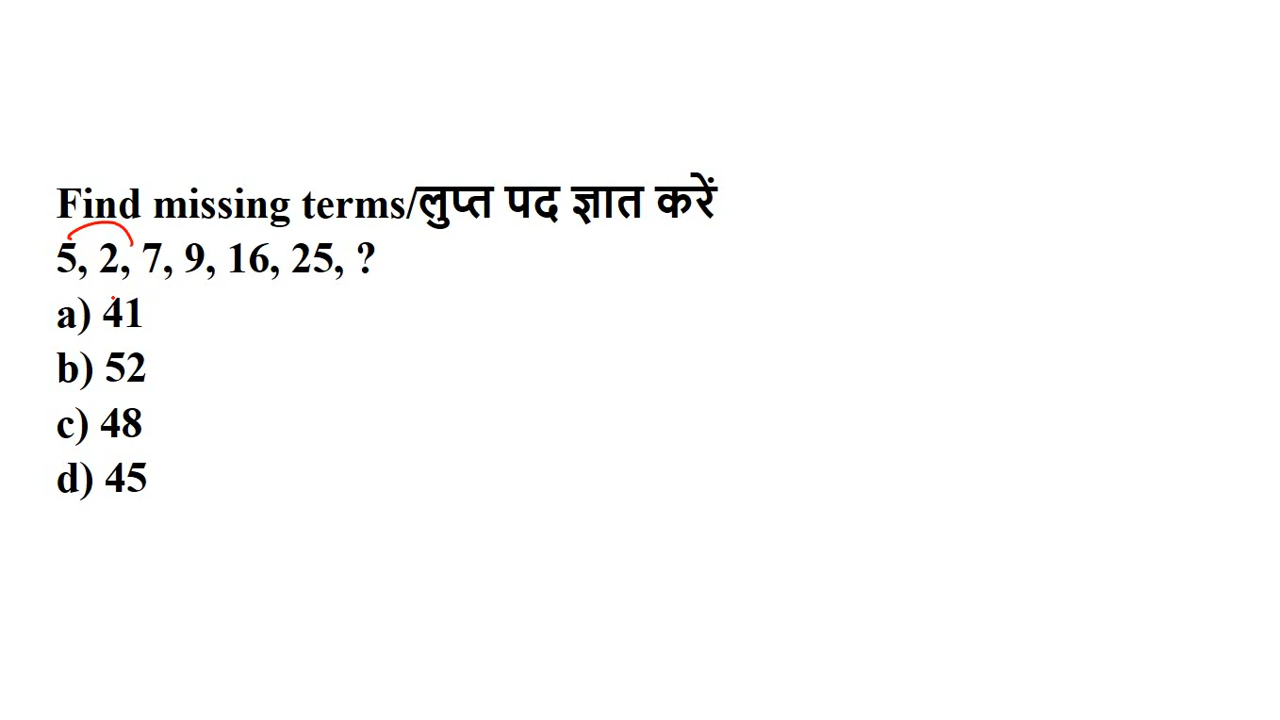 Find missing terms/लुप्त पद ज्ञात करें
5, 2, 7, 9, 16, 25, ?
a) 41
b) 52
c) 48
d) 45